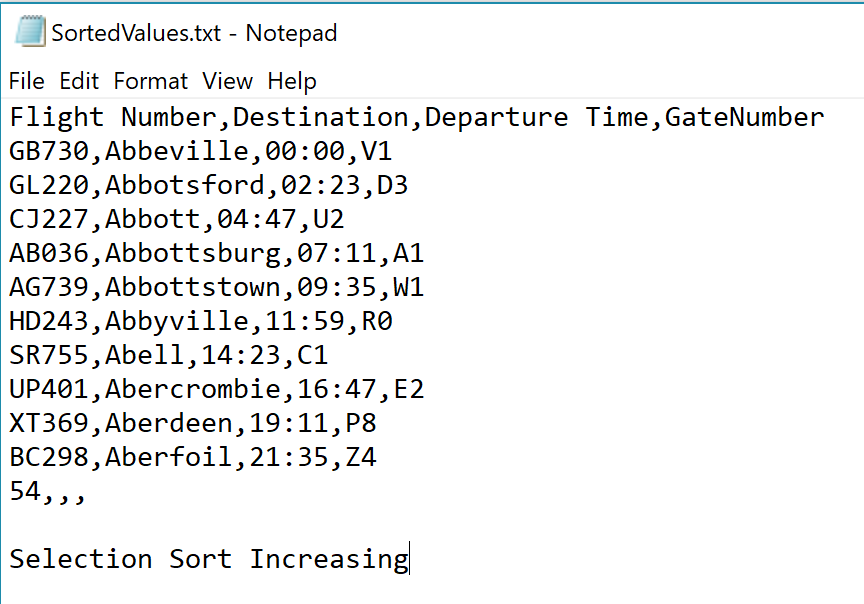 SortedValues.txt - Notepad
File Edit Format View Help
Flight Number,Destination,Departure Time,GateNumber
GB730,Abbeville,00:00,V1
GL220,Abbotsford,02:23,D3
CJ227,Abbott,04:47,U2
AB036,Abbottsburg,07:11,A1
AG739,Abbottstown,09:35,W1
HD243,Abbyville,11:59,R0
SR755,Abell,14:23,C1
UP401,Abercrombie,16:47,E2
XT369,Aberdeen,19:11,P8
BC298,Aberfoil,21:35,Z4
54,,,
Selection Sort Increasing